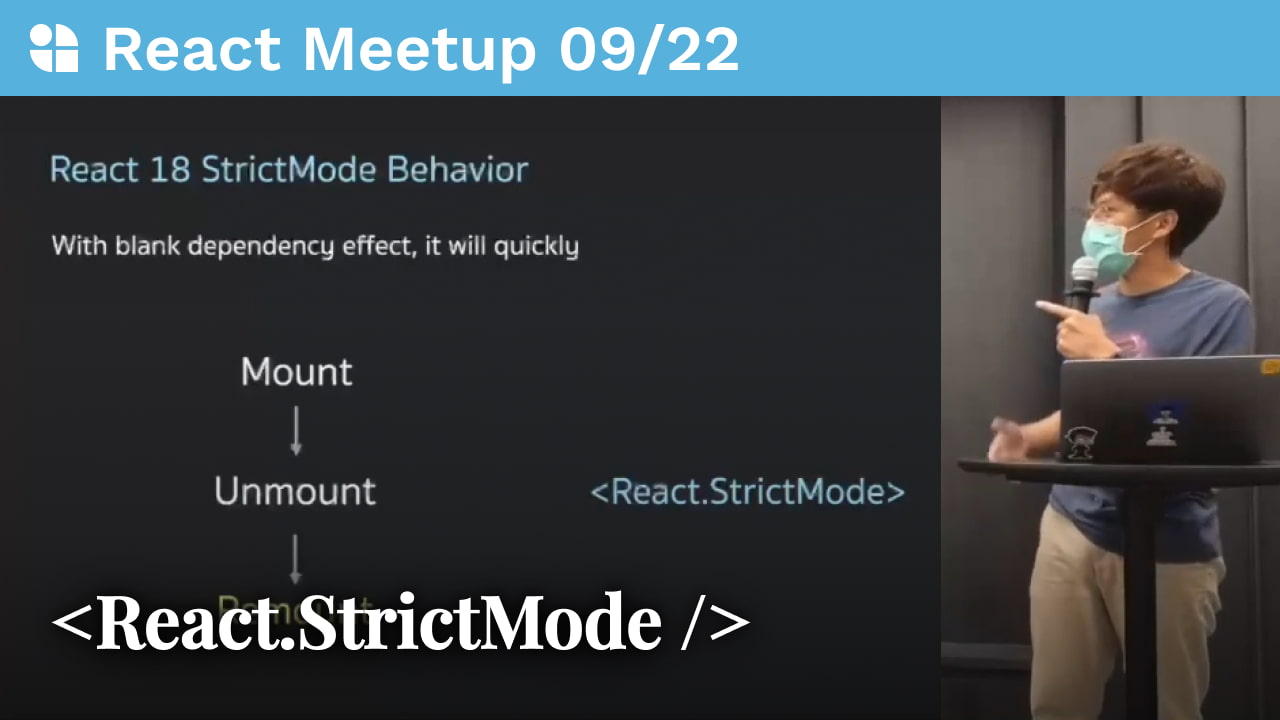 React Meetup 09/22
React 18 StrictMode Behavior
With blank dependency effect, it will quickly
Mount
Unmount
<React.StrictMode>
<React.StrictMode />